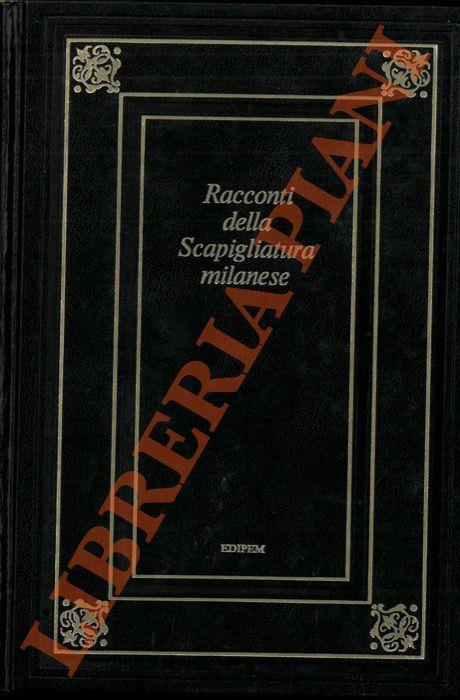 Racconti
della
Scapigliatura
milanese
EDIPEM
LIBRERIA PIANI